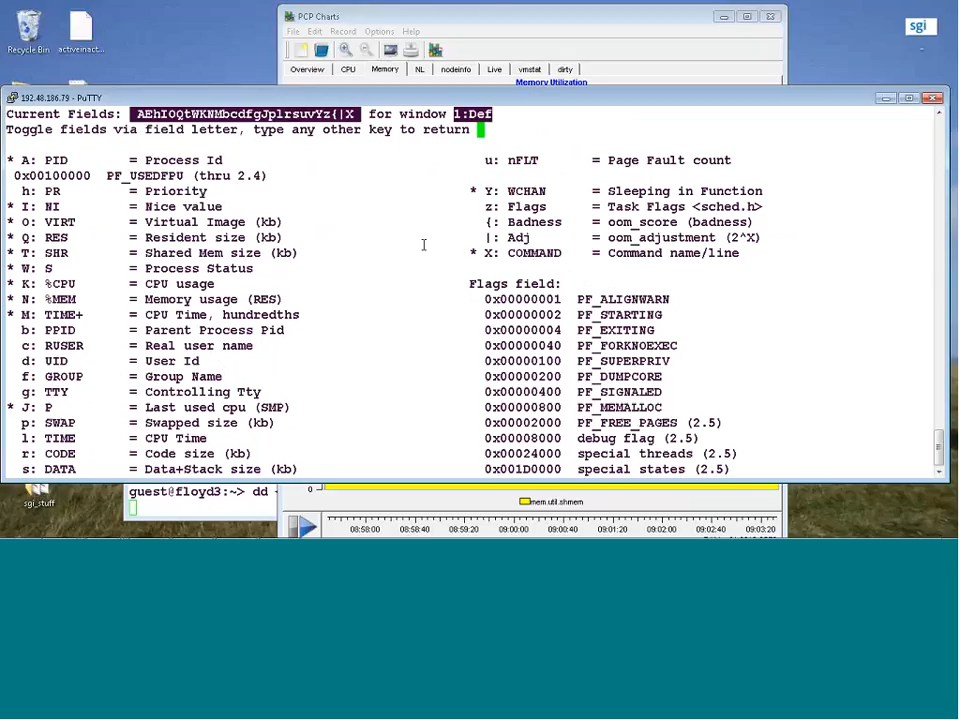 PCP Charts
File Edit Record Options Help
Overview CPU Memory NL nodeinfo Live vmstat dirty
Memory Utilization
Recycle Bin
activeinact...
sgi
192.48.186.79 - PuTTY
Current Fields: AEhIOQtWKNMbcdfgJplrsuvYz{|X for window 1:Def
Toggle fields via field letter, type any other key to return
* A: PID = Process Id
0x00100000 PF_USEDFPU (thru 2.4)
h: PR = Priority
* I: NI = Nice value
* O: VIRT = Virtual Image (kb)
* Q: RES = Resident size (kb)
* T: SHR = Shared Mem size (kb)
* W: S = Process Status
* K: %CPU = CPU usage
* N: %MEM = Memory usage (RES)
* M: TIME+ = CPU Time, hundredths
b: PPID = Parent Process Pid
c: RUSER = Real user name
d: UID = User Id
f: GROUP = Group Name
g: TTY = Controlling Tty
* J: P = Last used cpu (SMP)
p: SWAP = Swapped size (kb)
l: TIME = CPU Time
r: CODE = Code size (kb)
s: DATA = Data+Stack size (kb)
u: nFLT = Page Fault count
* Y: WCHAN = Sleeping in Function
z: Flags = Task Flags <sched.h>
{: Badness = oom_score (badness)
|: Adj = oom_adjustment (2^X)
* X: COMMAND = Command name/line
Flags field:
0x00000001 PF_ALIGNWARN
0x00000002 PF_STARTING
0x00000004 PF_EXITING
0x00000040 PF_FORKNOEXEC
0x00000100 PF_SUPERPRIV
0x00000200 PF_DUMPCORE
0x00000400 PF_SIGNALED
0x00000800 PF_MEMALLOC
0x00002000 PF_FREE_PAGES (2.5)
0x00008000 debug flag (2.5)
0x00024000 special threads (2.5)
0x001D0000 special states (2.5)
sgi_stuff
guest@floyd3:~> dd
0
mem.util.shmem
08:58:00 08:58:40 08:59:20 09:00:00 09:00:40 09:01:20 09:02:00 09:02:40 09:03:20